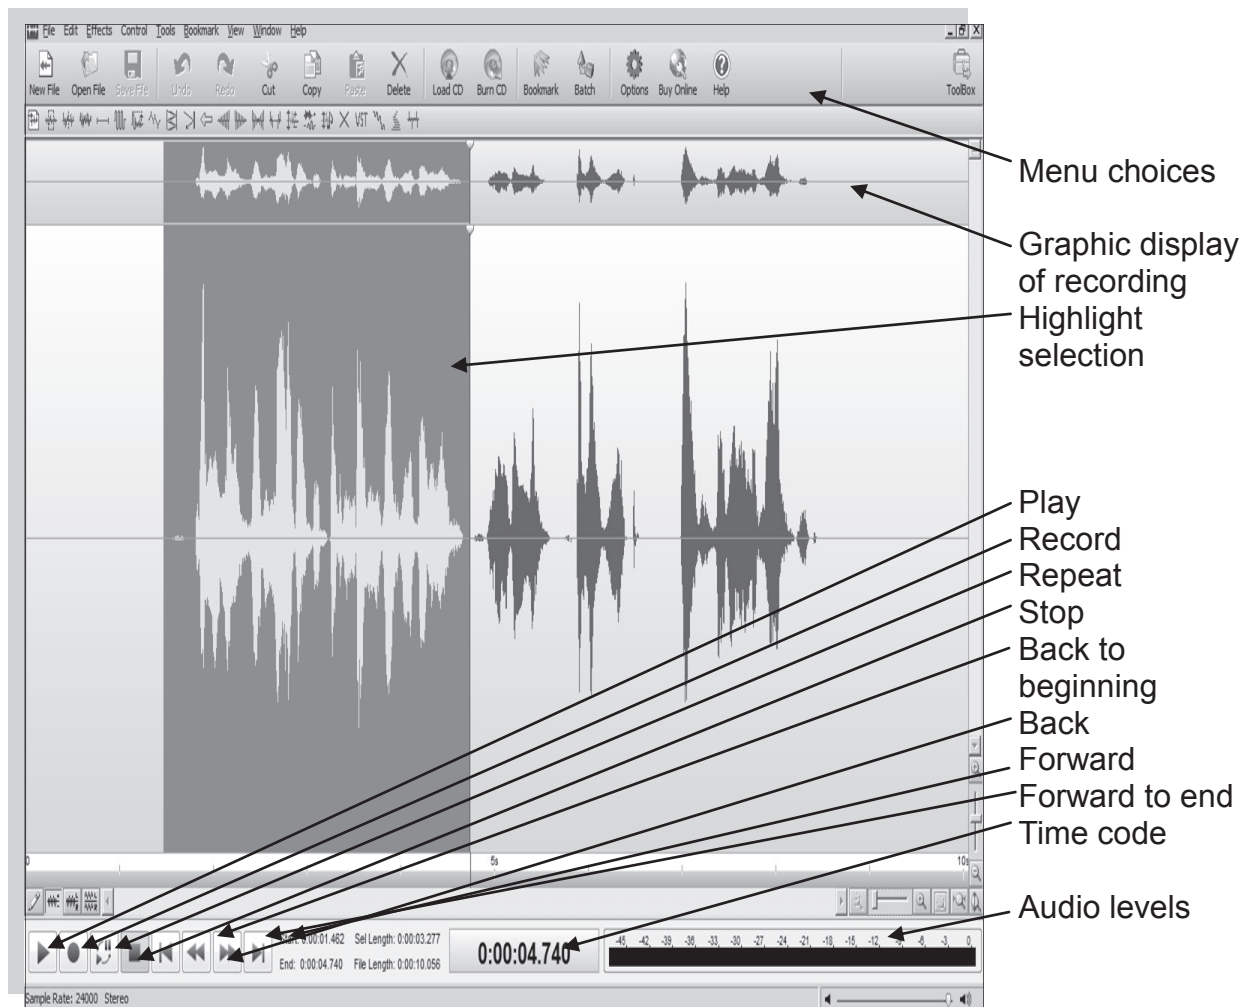 File Edit Effects Control Tools Bookmark View Window Help
New File Open File Save File Undo Redo Cut Copy Paste Delete Load CD Burn CD Bookmark Batch Options Buy Online Help ToolBox
VST
Menu choices
Graphic display
of recording
Highlight
selection
Play
Record
Repeat
Stop
Back to
beginning
Back
Forward
Forward to end
Time code
Audio levels
0 5s 10s
Start: 0:00:01.462 Sel Length: 0:00:03.277
End: 0:00:04.740 File Length: 0:00:10.056
0:00:04.740
-45, -42, -39, -36, -33, -30, -27, -24, -21, -18, -15, -12, -6, -3, 0,
Sample Rate: 24000 Stereo